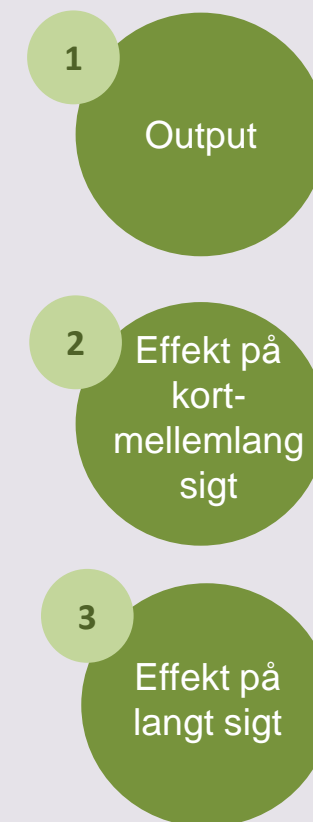 1
Output
2
Effekt på
kort-
mellemlang
sigt
3
Effekt på
langt sigt